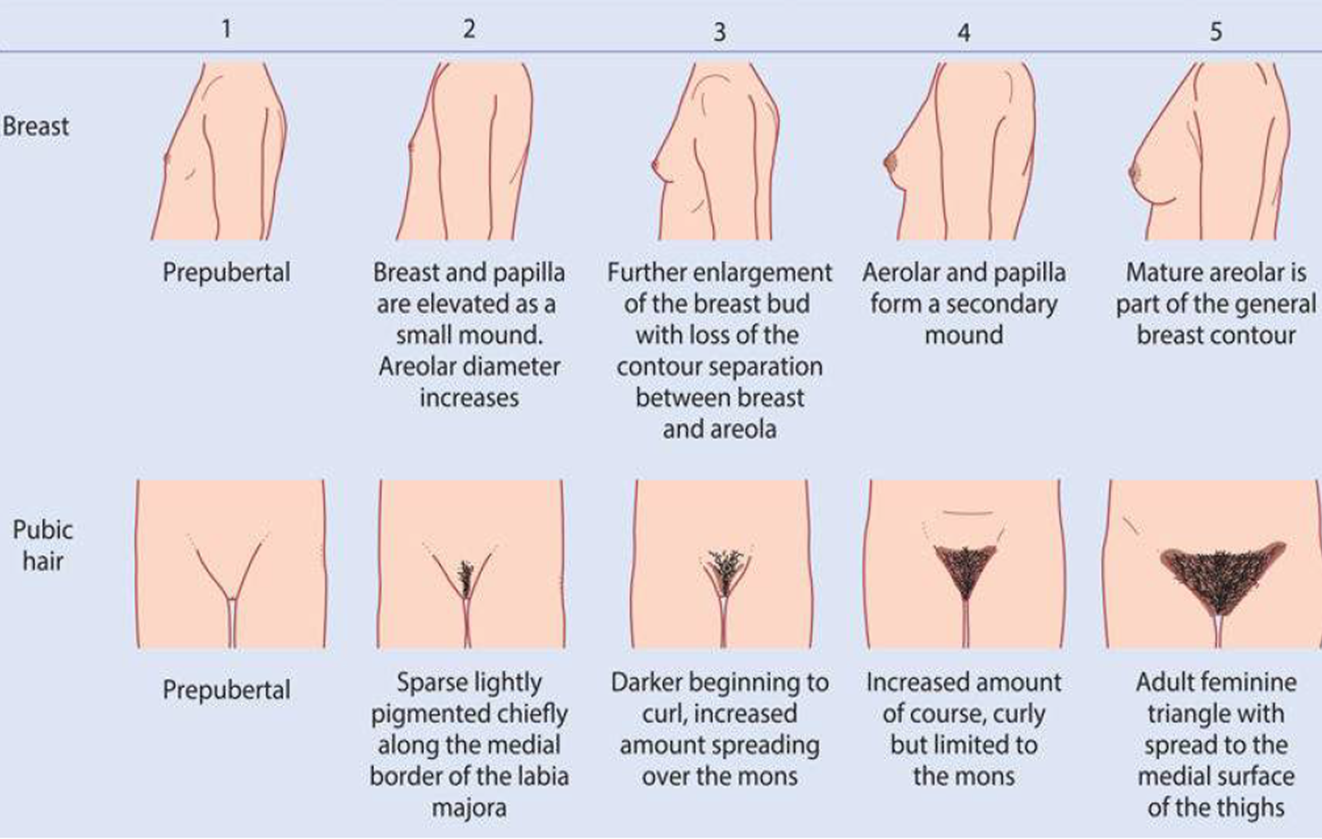 1
2
3
4
5
Breast
Prepubertal
Breast and papilla
are elevated as a
small mound.
Areolar diameter
increases
Further enlargement
of the breast bud
with loss of the
contour separation
between breast
and areola
Aerolar and papilla
form a secondary
mound
Mature areolar is
part of the general
breast contour
Pubic
hair
Prepubertal
Sparse lightly
pigmented chiefly
along the medial
border of the labia
majora
Darker beginning to
curl, increased
amount spreading
over the mons
Increased amount
of course, curly
but limited to
the mons
Adult feminine
triangle with
spread to the
medial surface
of the thighs